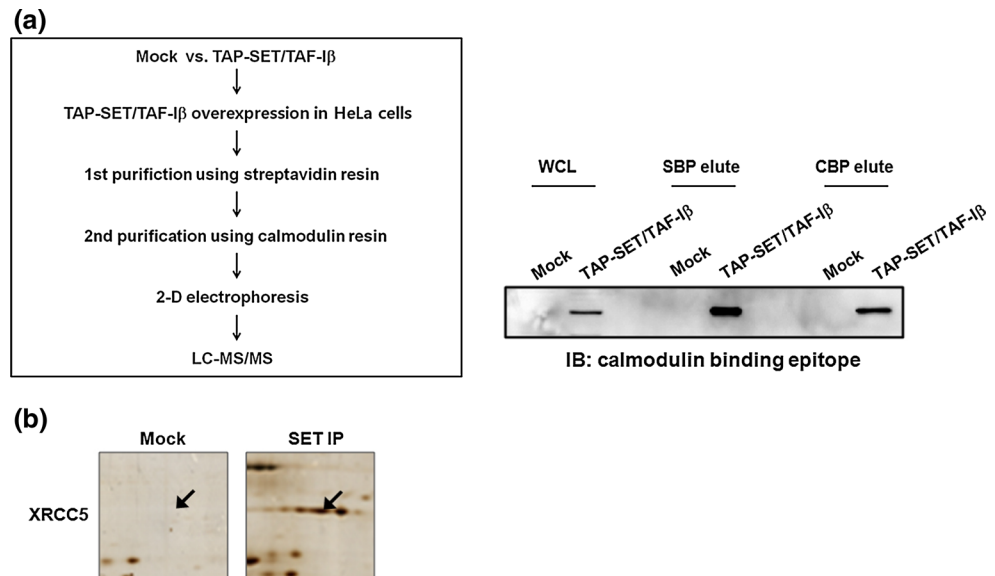 (a)
Mock vs. TAP-SET/TAF-Iβ
TAP-SET/TAF-Iβ overexpression in HeLa cells
1st purifiction using streptavidin resin
2nd purification using calmodulin resin
2-D electrophoresis
LC-MS/MS
WCL
SBP elute
CBP elute
Mock
TAP-SET/TAF-Iβ
Mock
TAP-SET/TAF-Iβ
Mock
TAP-SET/TAF-Iβ
IB: calmodulin binding epitope
(b)
Mock
SET IP
XRCC5